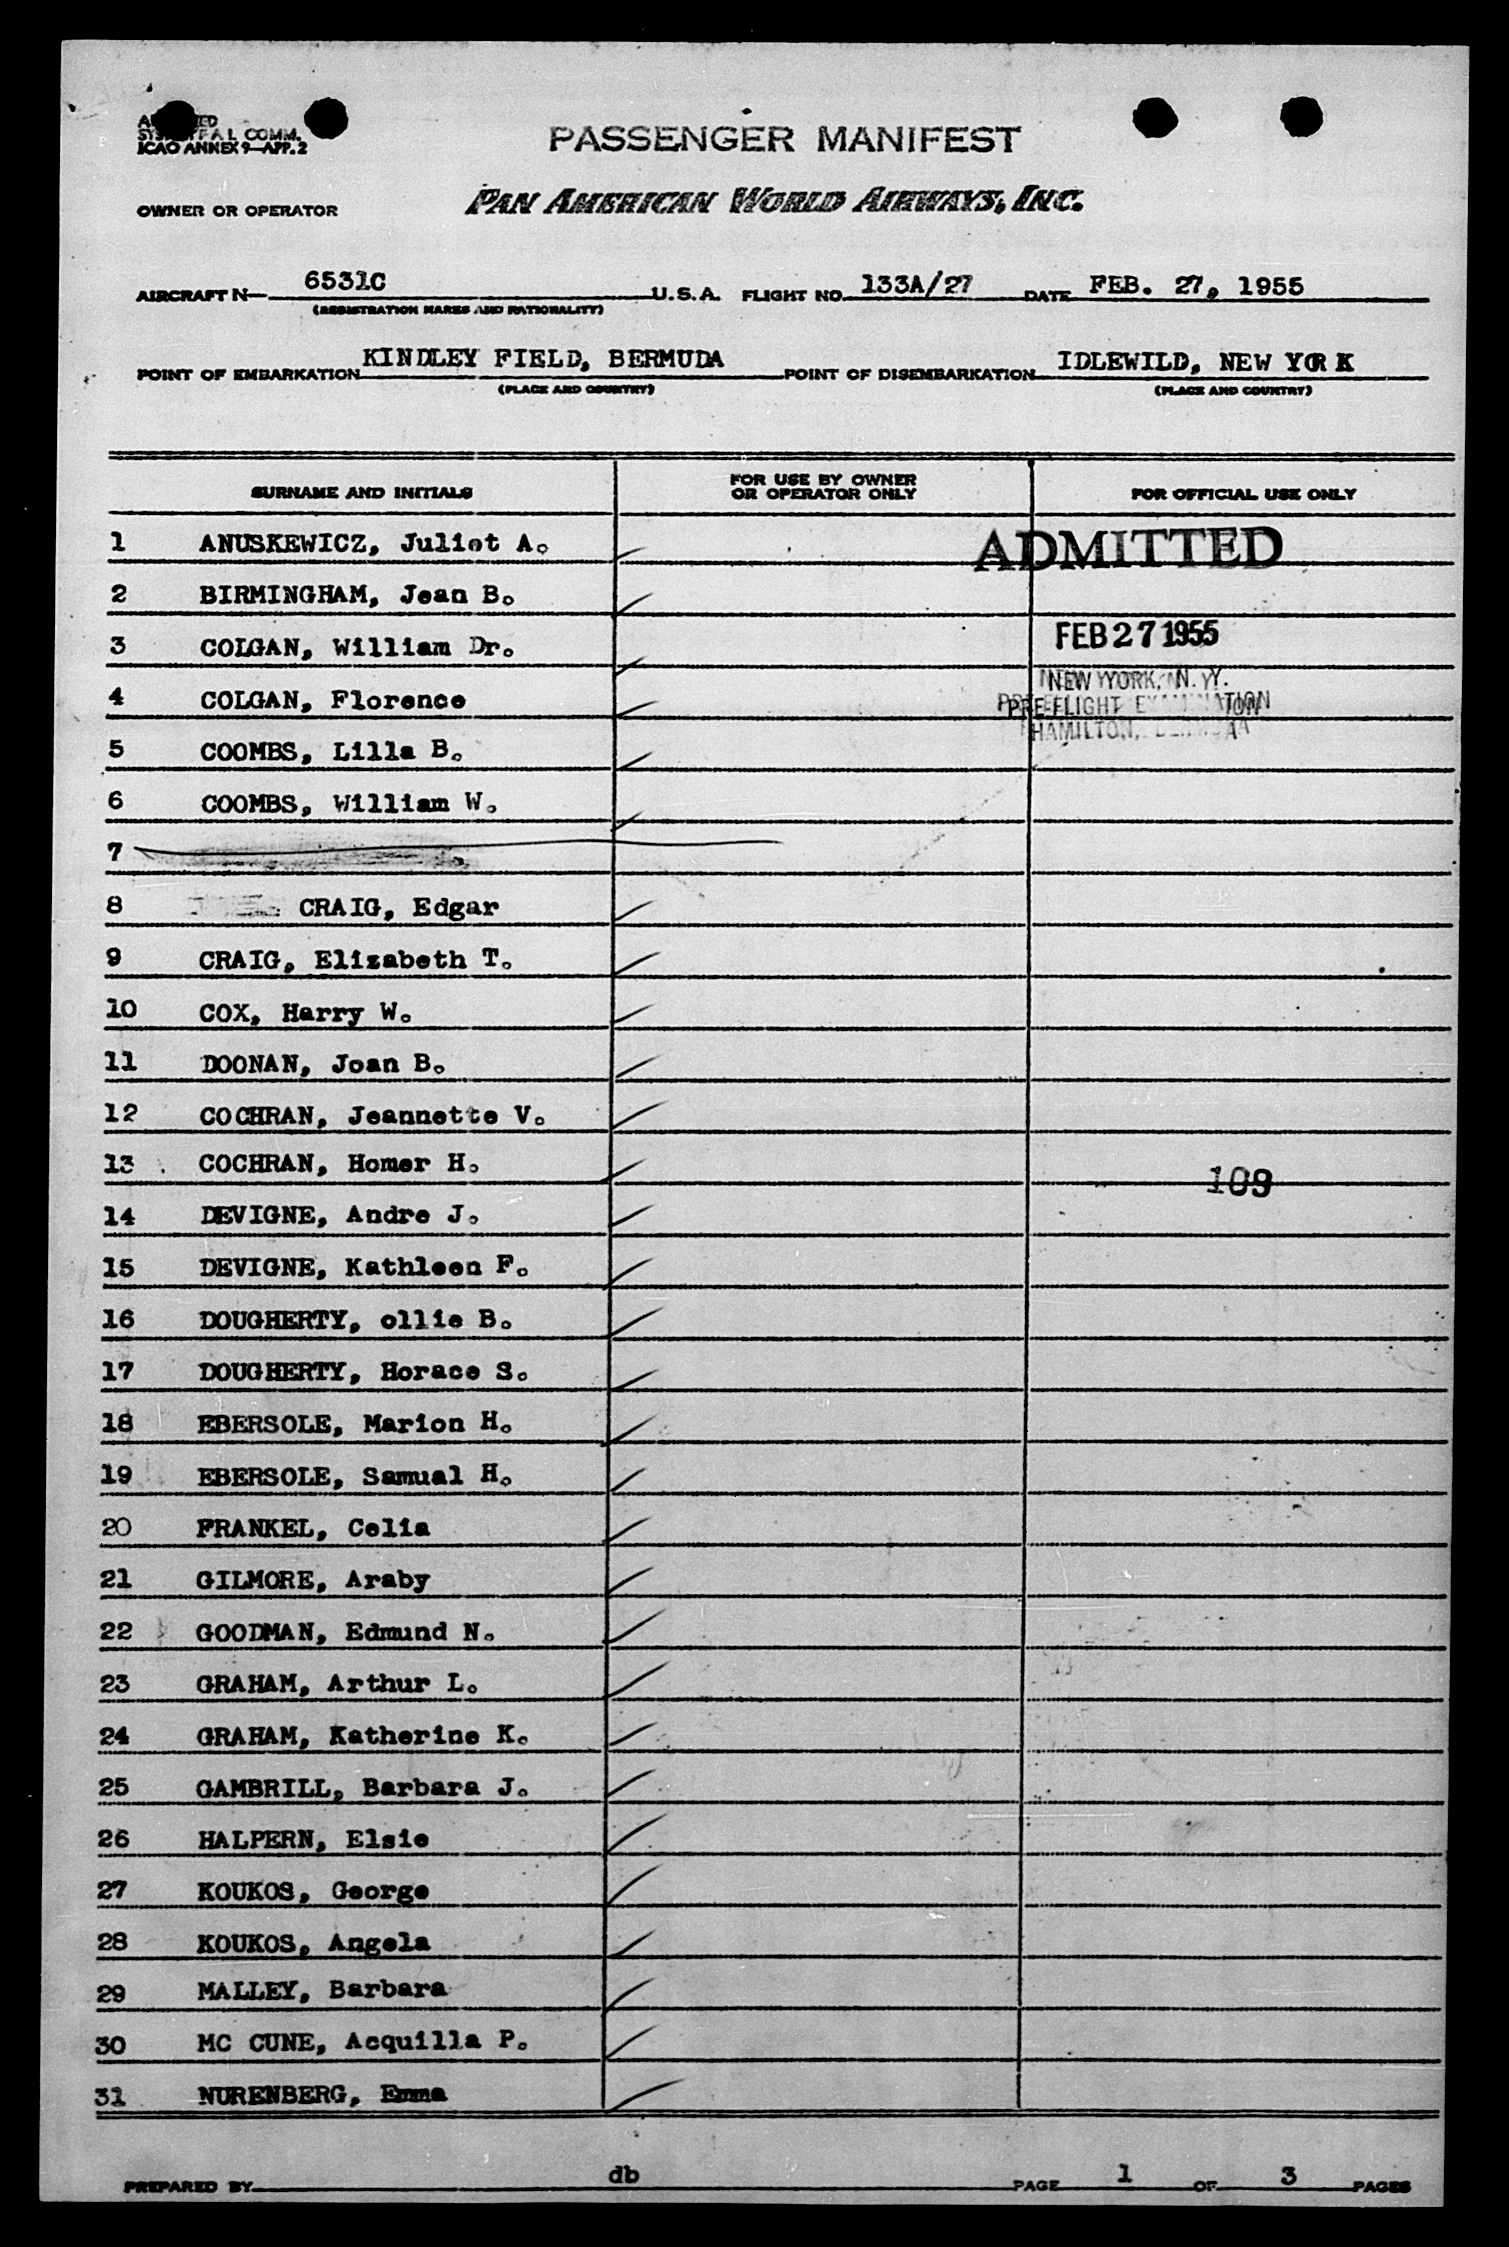 PASSENGER MANIFEST
COMM.
ICAO ANNEX 9—APP. 2
OWNER OR OPERATOR PAN AMERICAN WORLD AIRWAYS, INC.
AIRCRAFT N— 6531C U.S.A. FLIGHT NO. 133A/27 DATE FEB. 27, 1955
(REGISTRATION MARKS AND NATIONALITY)
POINT OF EMBARKATION KINDLEY FIELD, BERMUDA POINT OF DISEMBARKATION IDLEWILD, NEW YORK
(PLACE AND COUNTRY) (PLACE AND COUNTRY)
SURNAME AND INITIALS FOR USE BY OWNER OR OPERATOR ONLY FOR OFFICIAL USE ONLY
1 ANUSKEWICZ, Juliet A. ADMITTED
2 BIRMINGHAM, Jean B.
3 COLGAN, William Dr. FEB 27 1955
NEW YORK, N. Y.
4 COLGAN, Florence PRE-FLIGHT EXAMINATION
HAMILTON,
5 COOMBS, Lilla B.
6 COOMBS, William W.
7
8 CRAIG, Edgar
9 CRAIG, Elizabeth T.
10 COX, Harry W.
11 DOONAN, Joan B.
12 COCHRAN, Jeannette V.
13 COCHRAN, Homer H. 109
14 DEVIGNE, Andre J.
15 DEVIGNE, Kathleen F.
16 DOUGHERTY, ollie B.
17 DOUGHERTY, Horace S.
18 EBERSOLE, Marion H.
19 EBERSOLE, Samual H.
20 FRANKEL, Celia
21 GILMORE, Araby
22 GOODMAN, Edmund N.
23 GRAHAM, Arthur L.
24 GRAHAM, Katherine K.
25 GAMBRILL, Barbara J.
26 HALPERN, Elsie
27 KOUKOS, George
28 KOUKOS, Angela
29 MALLEY, Barbara
30 MC CUNE, Acquilla P.
31 NURENBERG, Emma
PREPARED BY db PAGE 1 OF 3 PAGES